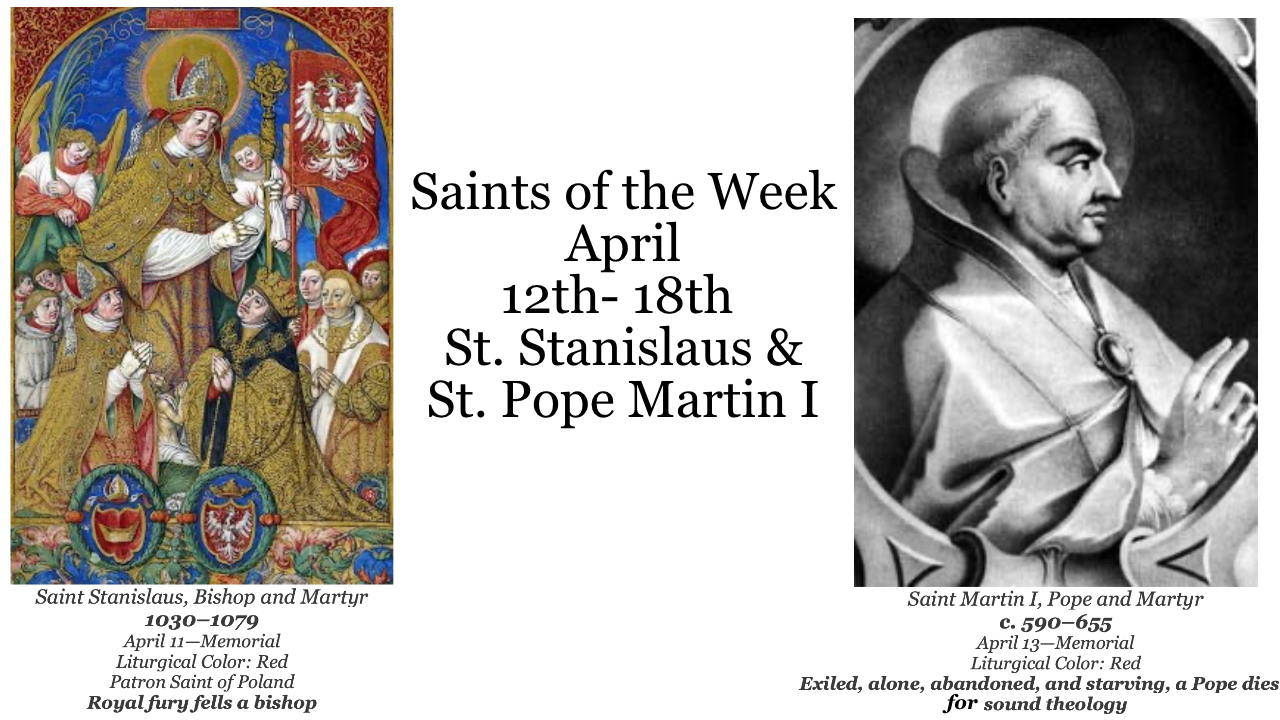 Saints of the Week
April
12th- 18th
St. Stanislaus &
St. Pope Martin I
Saint Stanislaus, Bishop and Martyr
1030–1079
April 11—Memorial
Liturgical Color: Red
Patron Saint of Poland
Royal fury fells a bishop
Saint Martin I, Pope and Martyr
c. 590–655
April 13—Memorial
Liturgical Color: Red
Exiled, alone, abandoned, and starving, a Pope dies
for sound theology